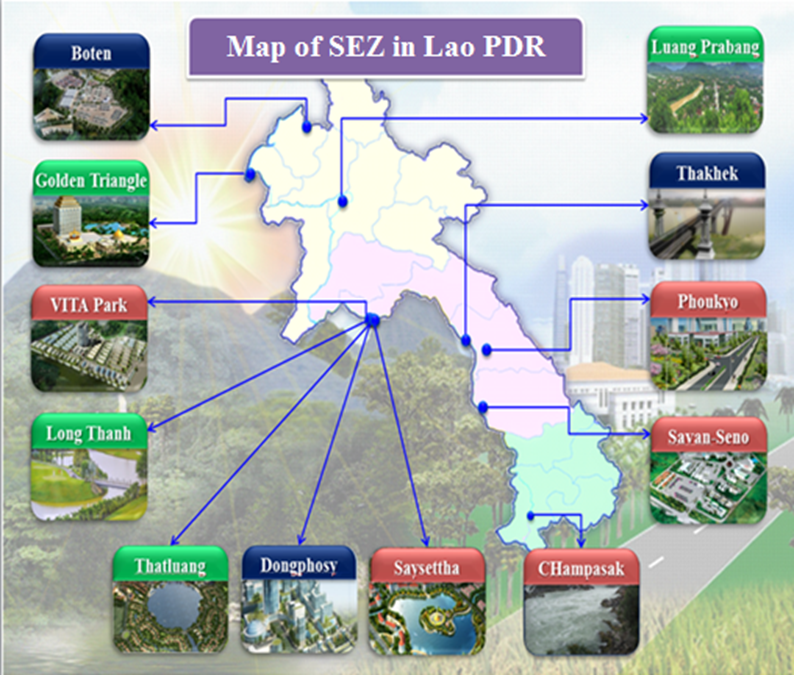 Map of SEZ in Lao PDR
Boten
Luang Prabang
Golden Triangle
Thakhek
VITA Park
Phoukyo
Long Thanh
Savan-Seno
Thatluang
Dongphosy
Saysettha
CHampasak